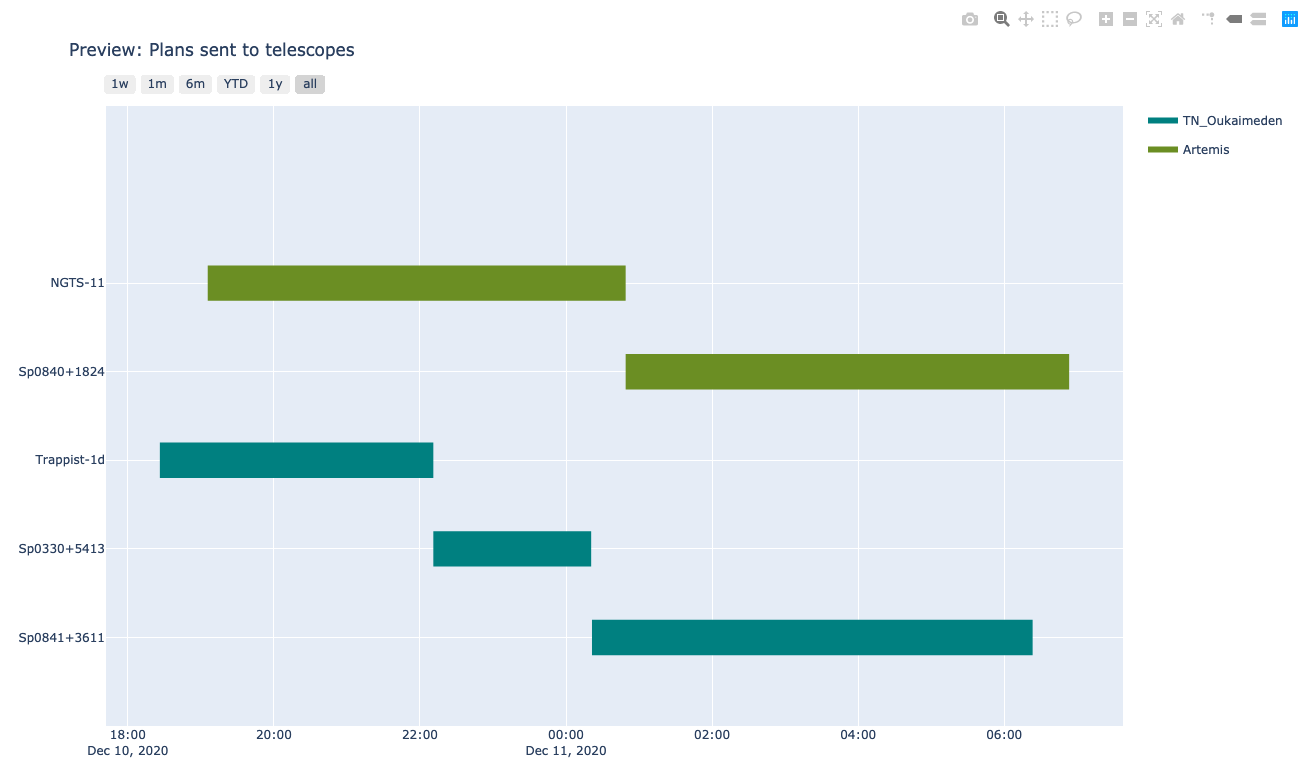 Preview: Plans sent to telescopes
1w 1m 6m YTD 1y all
TN_Oukaimeden
Artemis
NGTS-11
Sp0840+1824
Trappist-1d
Sp0330+5413
Sp0841+3611
18:00 20:00 22:00 00:00 02:00 04:00 06:00
Dec 10, 2020 Dec 11, 2020